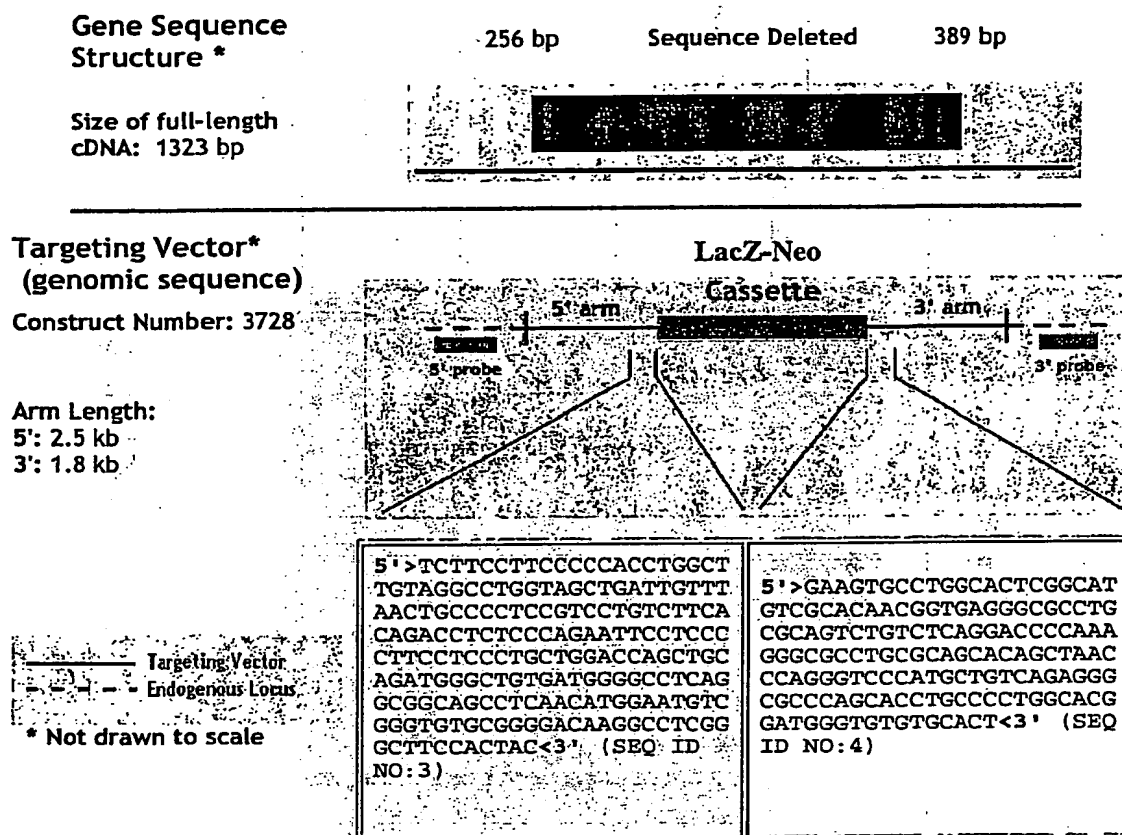 Gene Sequence
Structure *
256 bp Sequence Deleted 389 bp
Size of full-length
cDNA: 1323 bp
Targeting Vector*
(genomic sequence)
Construct Number: 3728
Arm Length:
5': 2.5 kb
3': 1.8 kb
LacZ-Neo
Cassette
5' arm
3' arm
5' probe
3' probe
5'>TCTTCCTTCCCCCACCTGGCT
TGTAGGCCTGGTAGCTGATTGTTT
AACTGCCCCTCCGTCCTGTCTTCA
CAGACCTCTCCCAGAATTCCTCCC
CTTCCTCCCTGCTGGACCAGCTGC
AGATGGGCTGTGATGGGGCCTCAG
GCGGCAGCCTCAACATGGAATGTC
GGGTGTGCGGGGACAAGGCCTCGG
GCTTCCACTAC<3' (SEQ ID
NO:3)
5'>GAAGTGCCTGGCACTCGGCAT
GTCGCACAACGGTGAGGGCGCCTG
CGCAGTCTGTCTCAGGACCCCAAA
GGGCGCCTGCGCAGCACAGCTAAC
CCAGGGTCCCATGCTGTCAGAGGG
CGCCCAGCACCTGCCCCTGGCACG
GATGGGTGTGTGCACT<3' (SEQ
ID NO:4)
Targeting Vector
Endogenous Locus
* Not drawn to scale